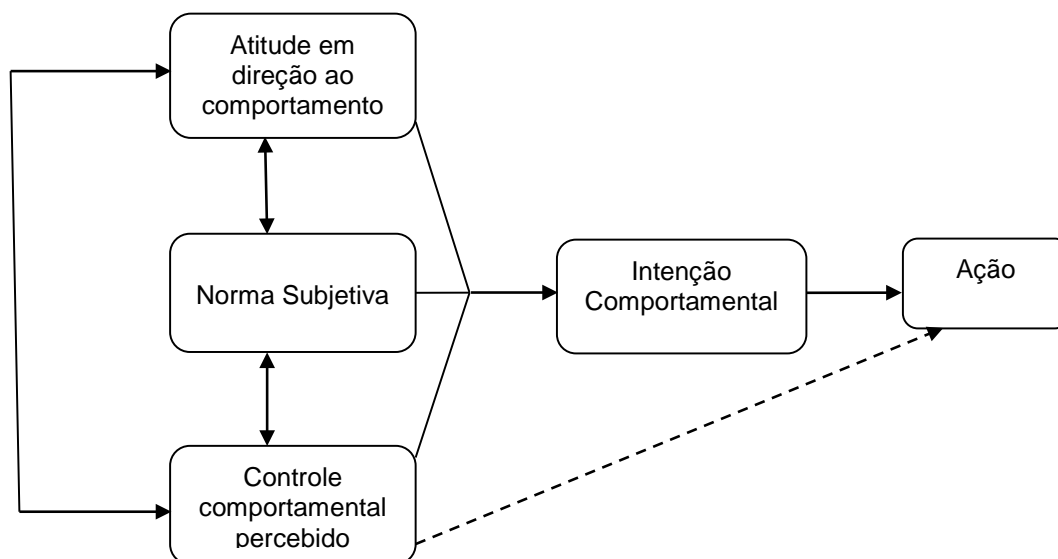 Atitude em
direção ao
comportamento
Norma Subjetiva
Controle
comportamental
percebido
Intenção
Comportamental
Ação